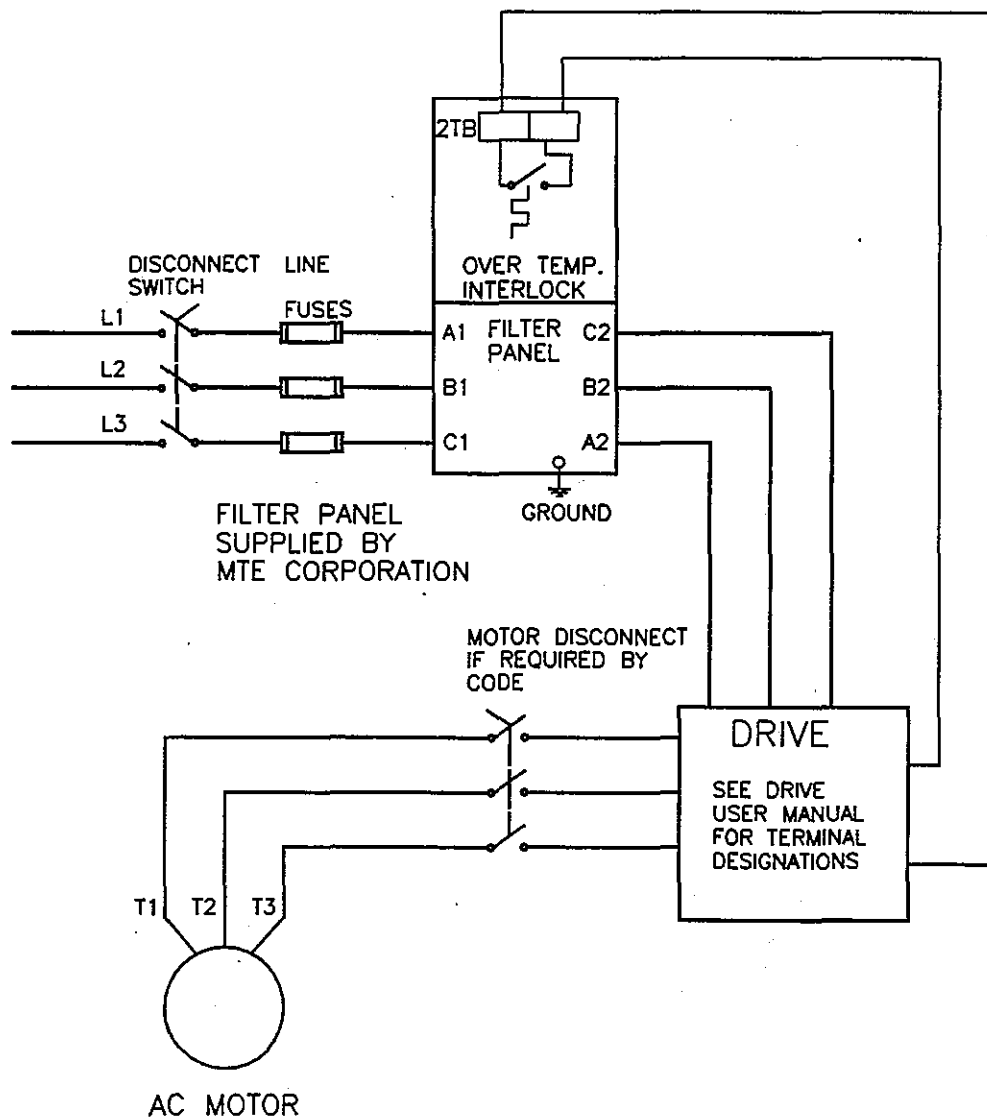 2TB
OVER TEMP.
INTERLOCK
DISCONNECT
SWITCH
LINE
FUSES
L1
L2
L3
A1
B1
C1
FILTER
PANEL
C2
B2
A2
GROUND
FILTER PANEL
SUPPLIED BY
MTE CORPORATION
MOTOR DISCONNECT
IF REQUIRED BY
CODE
DRIVE
SEE DRIVE
USER MANUAL
FOR TERMINAL
DESIGNATIONS
T1
T2
T3
AC MOTOR